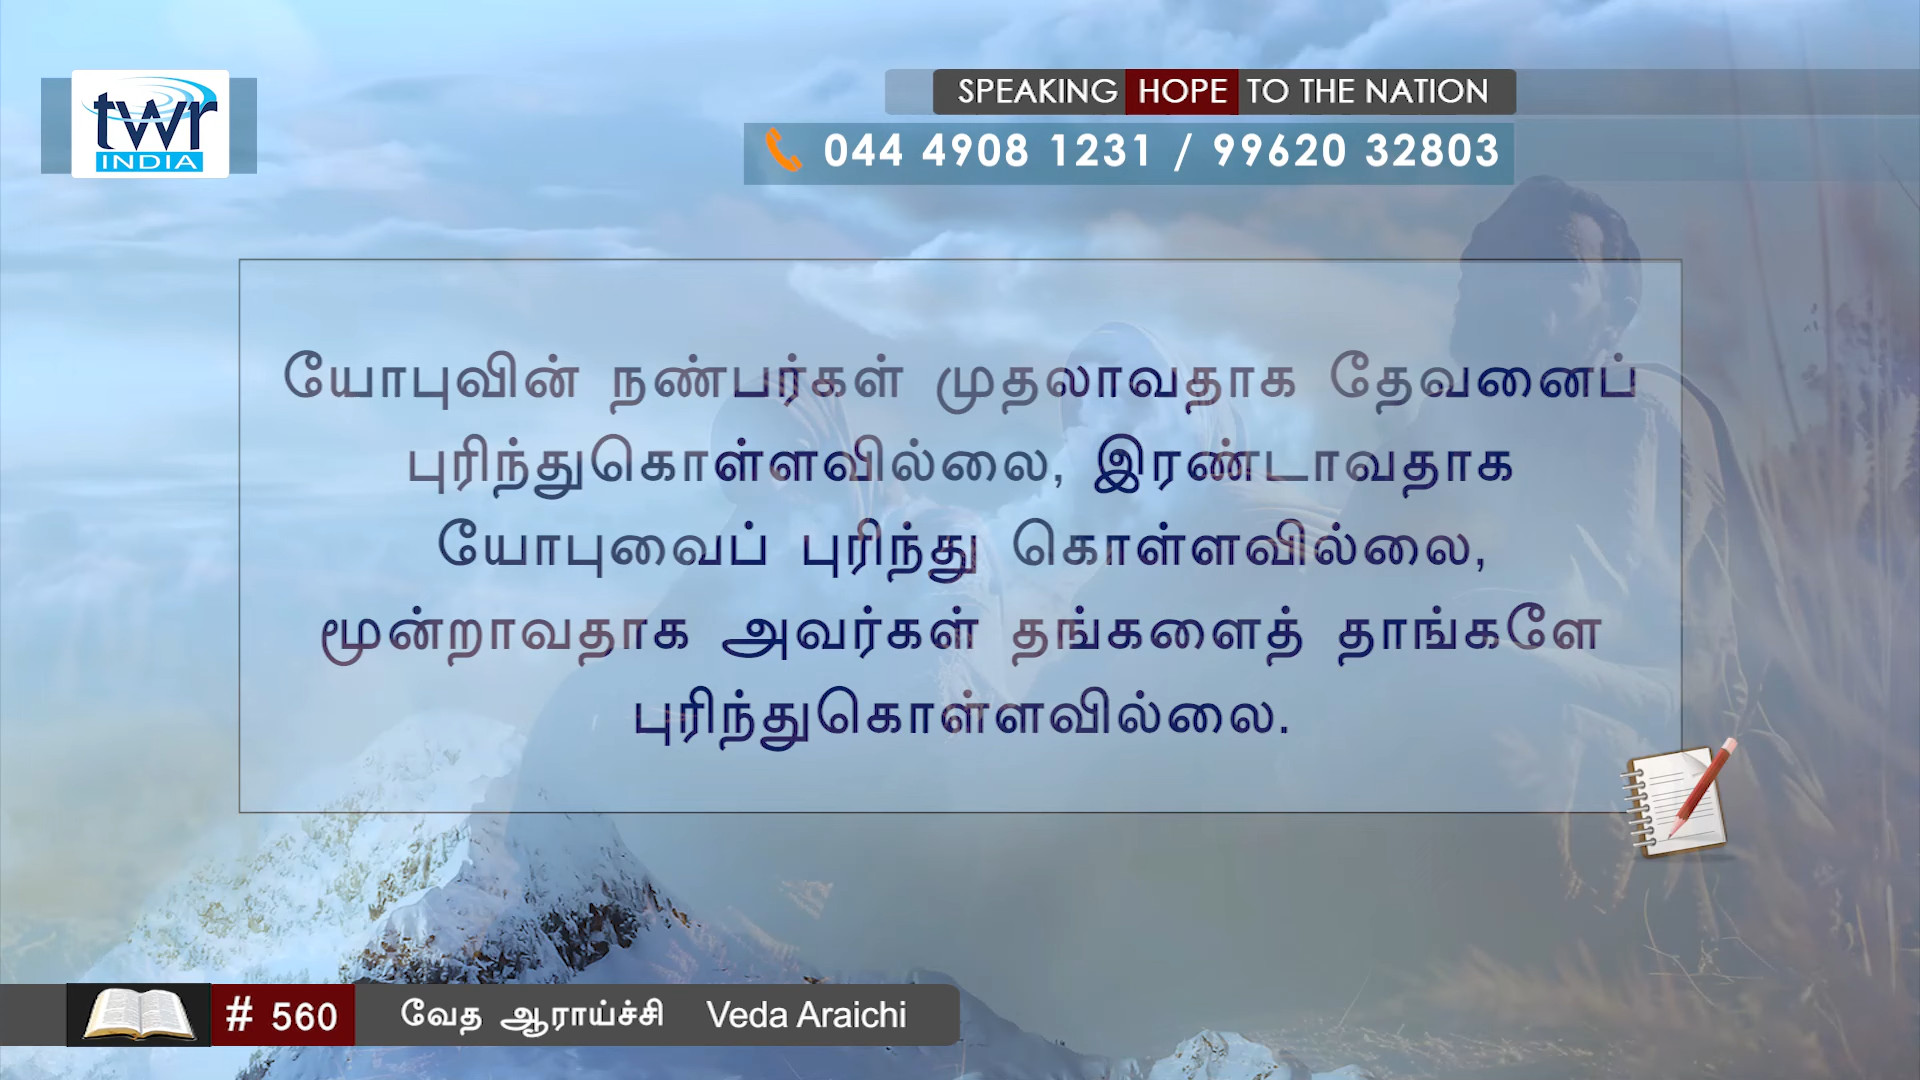 twr
INDIA
SPEAKING HOPE TO THE NATION
044 4908 1231 / 99620 32803
யோபுவின் நண்பர்கள் முதலாவதாக தேவனைப்
புரிந்துகொள்ளவில்லை, இரண்டாவதாக
யோபுவைப் புரிந்து கொள்ளவில்லை,
மூன்றாவதாக அவர்கள் தங்களைத் தாங்களே
புரிந்துகொள்ளவில்லை.
# 560 வேத ஆராய்ச்சி Veda Araichi